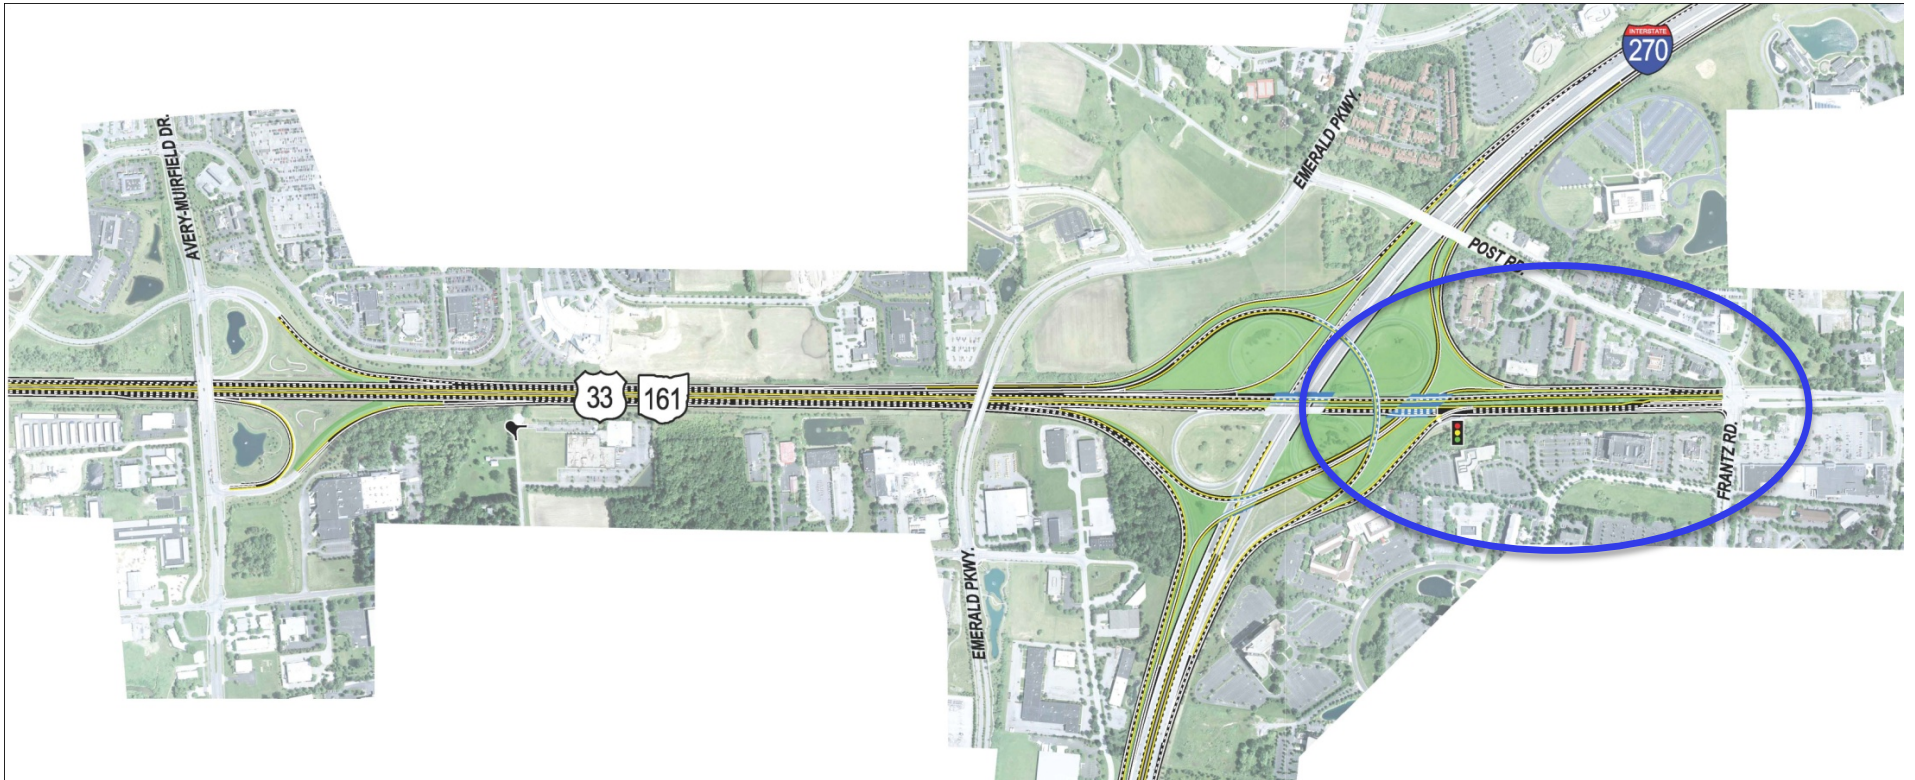 INTERSTATE
270
AVERY-MUIRFIELD DR.
EMERALD PKWY.
POST RD.
33
161
FRANTZ RD.
EMERALD PKWY.